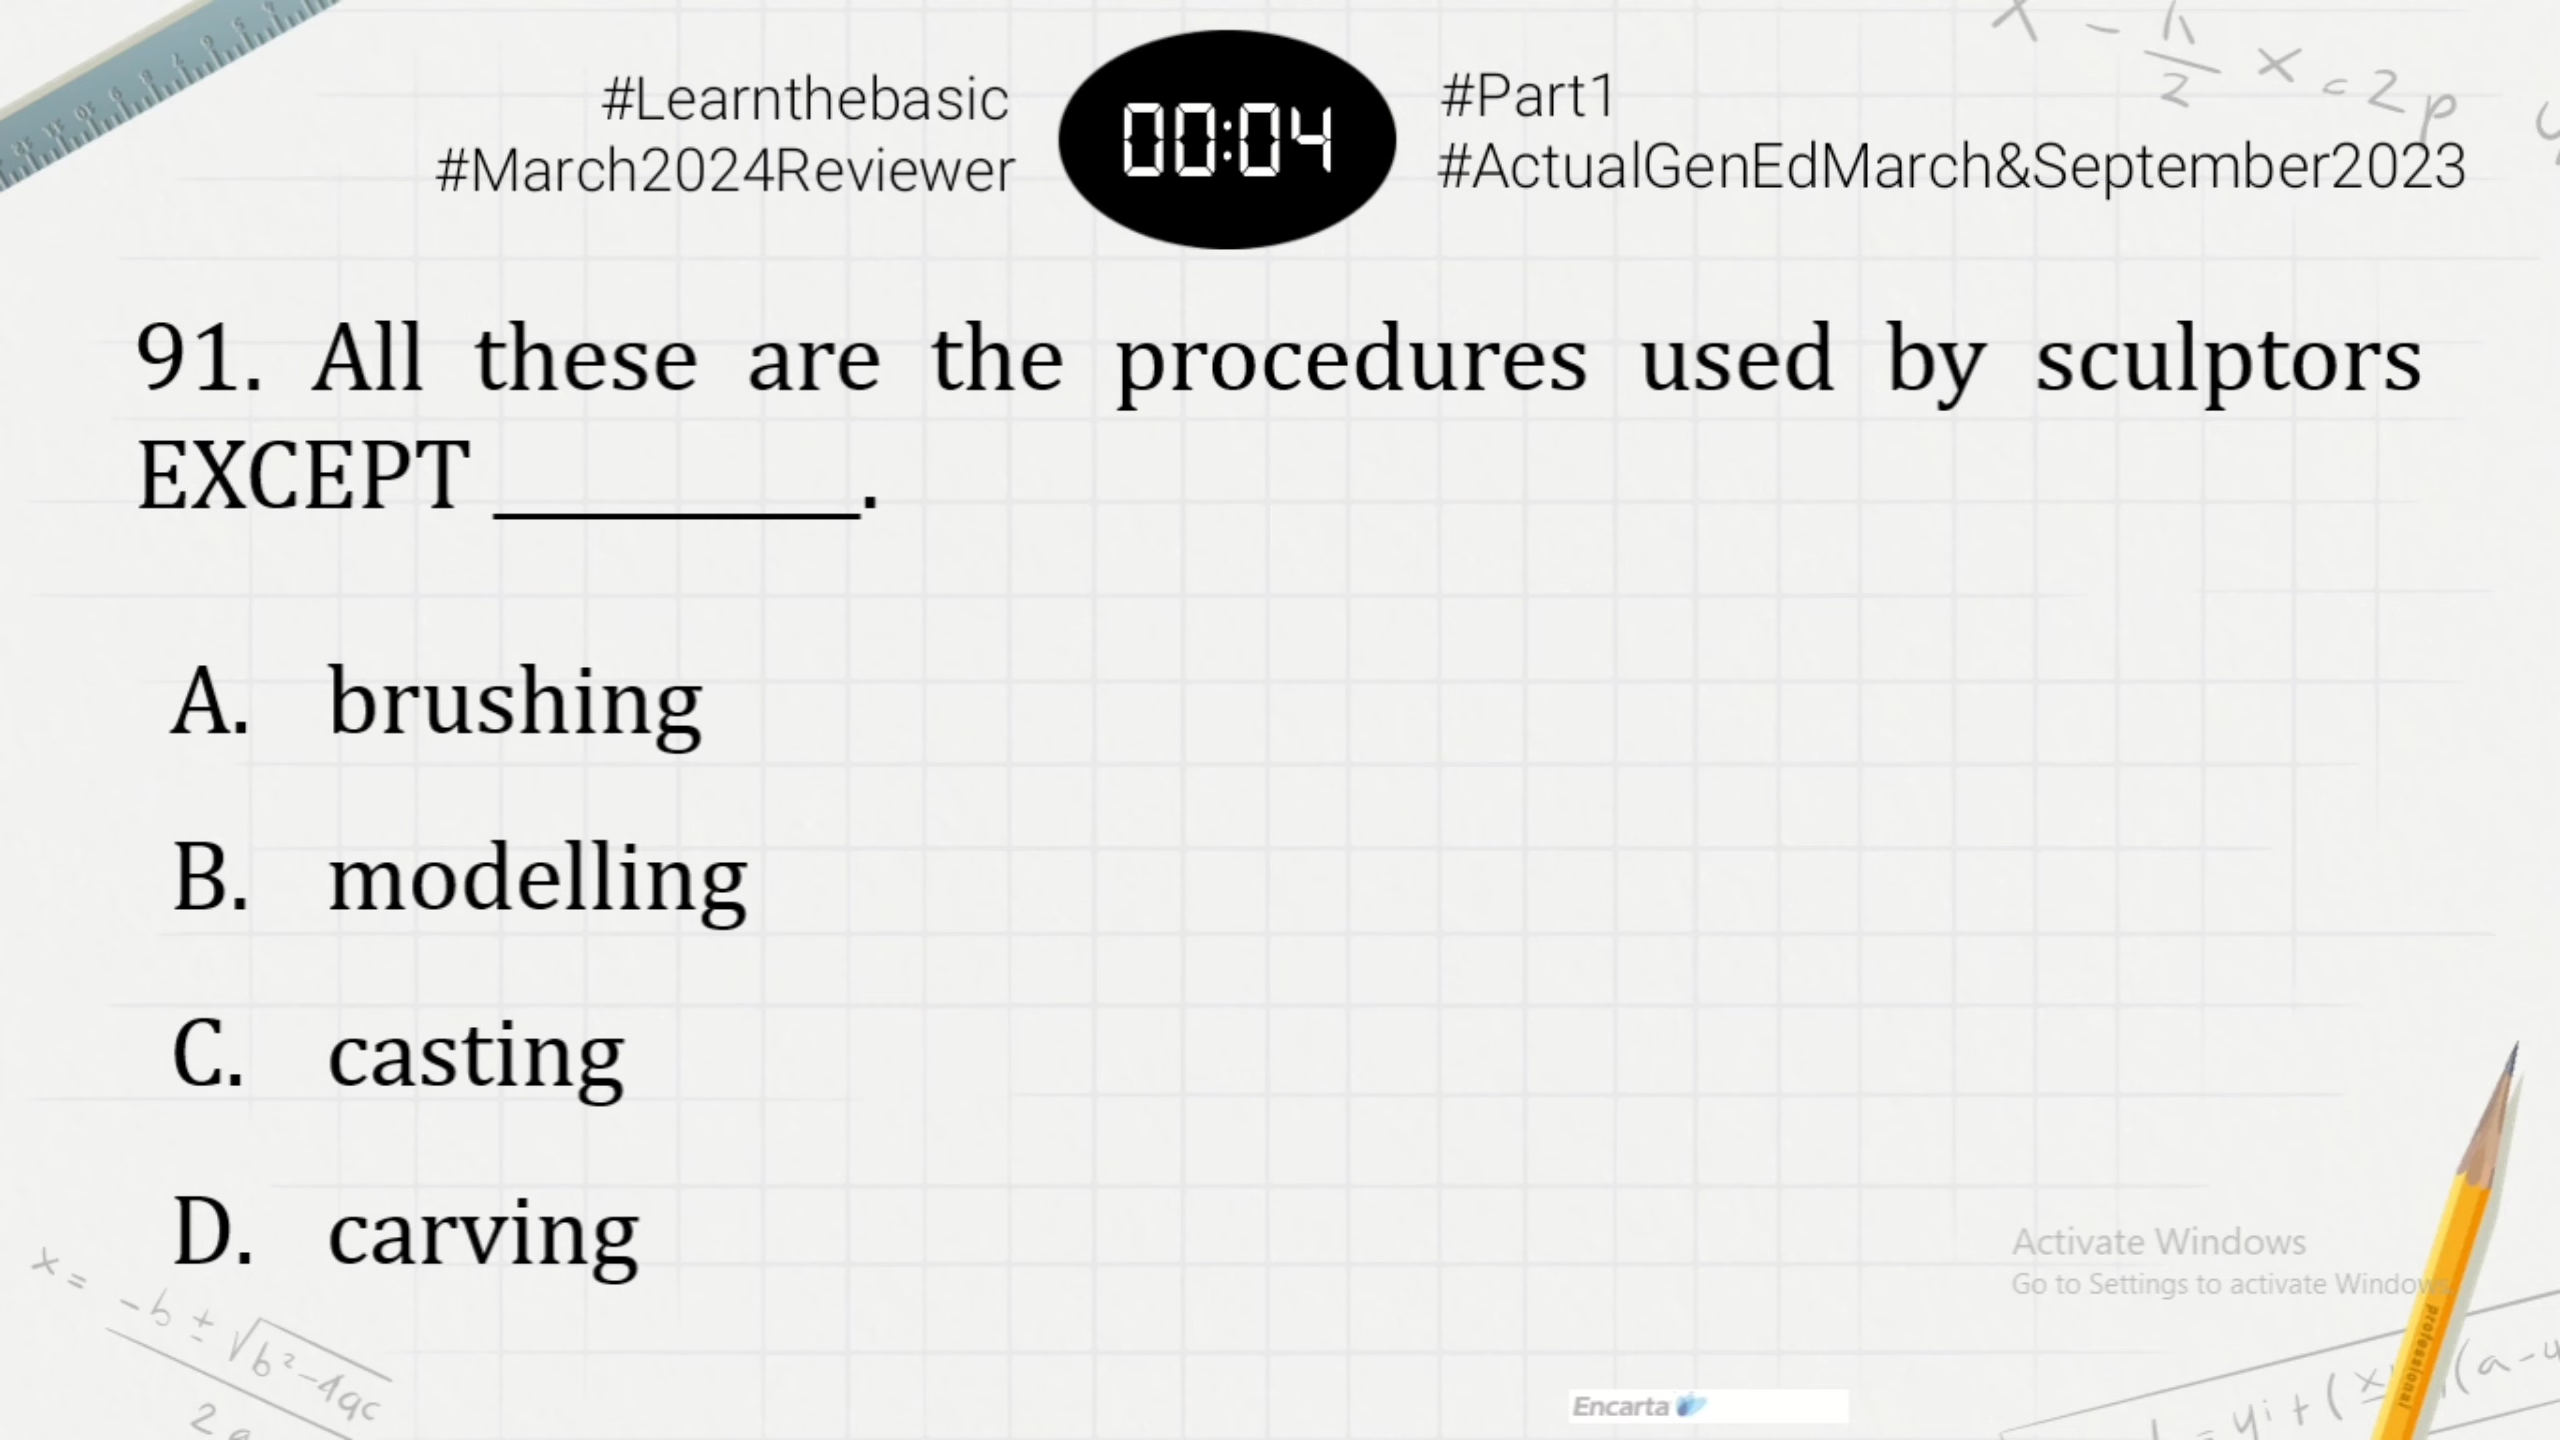 #Learnthebasic
#March2024Reviewer
00:04
#Part1
#ActualGenEdMarch&September2023
91. All these are the procedures used by sculptors
EXCEPT ________.
A. brushing
B. modelling
C. casting
D. carving
Activate Windows
Go to Settings to activate Windows
professional
Encarta